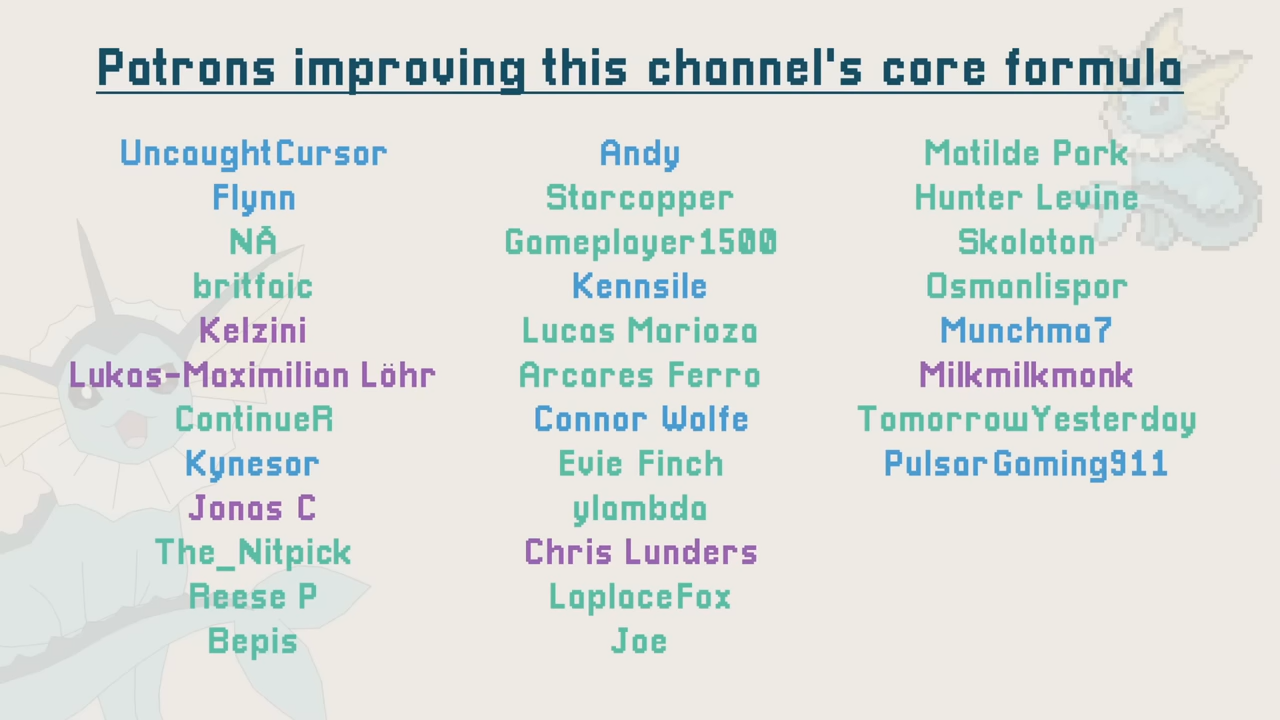 Patrons improving this channel's core formula
UncaughtCursor
Flynn
NÂ
britfaic
Kelzini
Lukas-Maximilian Löhr
ContinueR
Kynesor
Jonas C
The_Nitpick
Reese P
Bepis
Andy
Starcopper
Gameplayer1500
Kennsile
Lucas Marioza
Arcares Ferro
Connor Wolfe
Evie Finch
ylambda
Chris Lunders
LaplaceFox
Joe
Matilde Park
Hunter Levine
Skoloton
Osmanlispor
Munchma7
Milkmilkmonk
TomorrowYesterday
PulsarGaming911